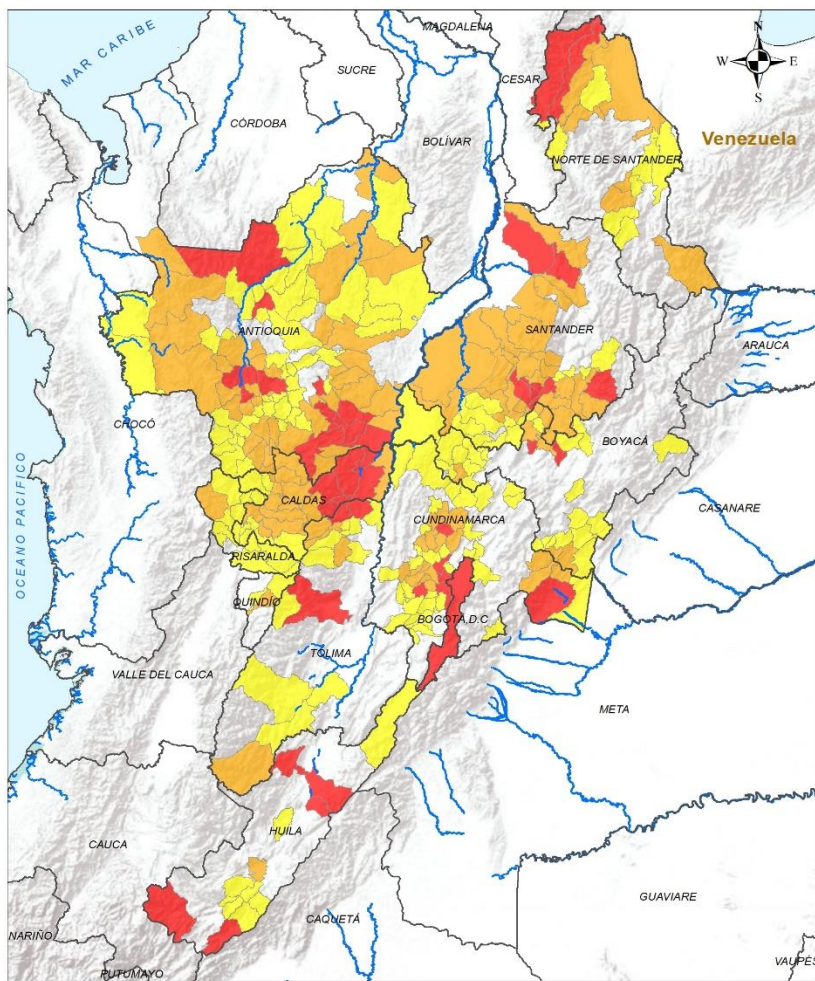 MAGDALENA
MAR CARIBE
SUCRE
CESAR
N
W
E
S
CÓRDOBA
BOLÍVAR
Venezuela
NORTE DE SANTANDER
ANTIOQUIA
SANTANDER
ARAUCA
CHOCÓ
BOYACÁ
OCEANO PACIFICO
CALDAS
CASANARE
CUNDINAMARCA
RISARALDA
QUINDÍO
BOGOTÁ, D.C
TOLIMA
VALLE DEL CAUCA
META
HUILA
CAUCA
GUAVIARE
CAQUETÁ
NARIÑO
PUTUMAYO
VAUPÉS